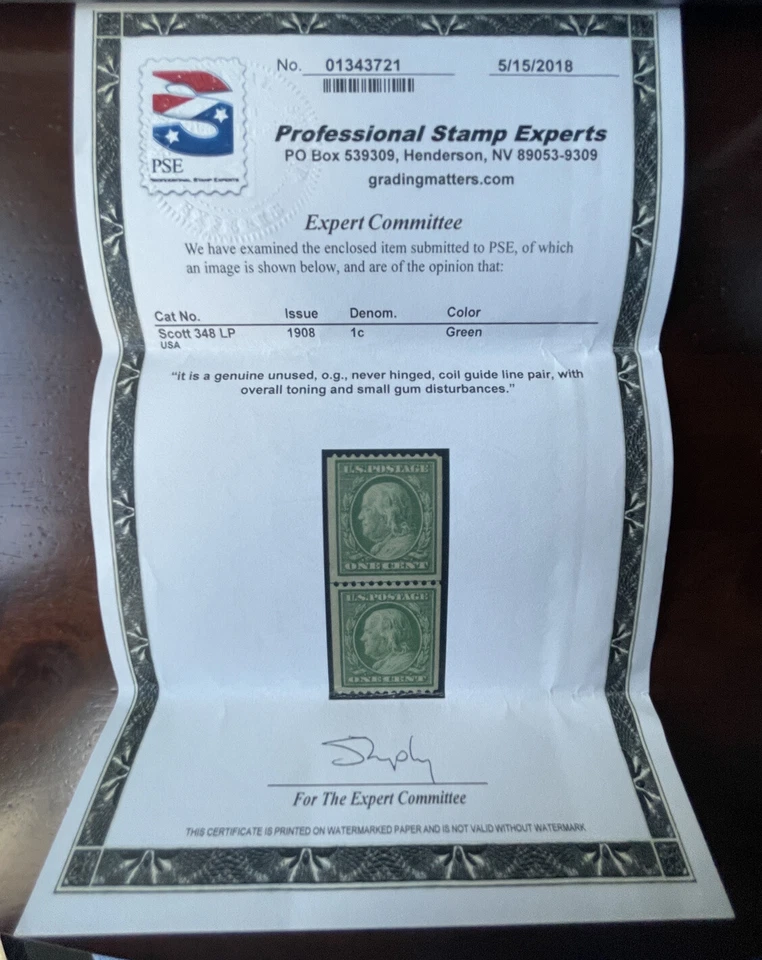 No. 01343721 5/15/2018
PSE
PROFESSIONAL STAMP EXPERTS
Professional Stamp Experts
PO Box 539309, Henderson, NV 89053-9309
gradingmatters.com
Expert Committee
We have examined the enclosed item submitted to PSE, of which
an image is shown below, and are of the opinion that:
Cat No. Issue Denom. Color
Scott 348 LP 1908 1c Green
USA
“it is a genuine unused, o.g., never hinged, coil guide line pair, with
overall toning and small gum disturbances.”
U.S. POSTAGE
ONE CENT
U.S. POSTAGE
ONE CENT
For The Expert Committee
THIS CERTIFICATE IS PRINTED ON WATERMARKED PAPER AND IS NOT VALID WITHOUT WATERMARK